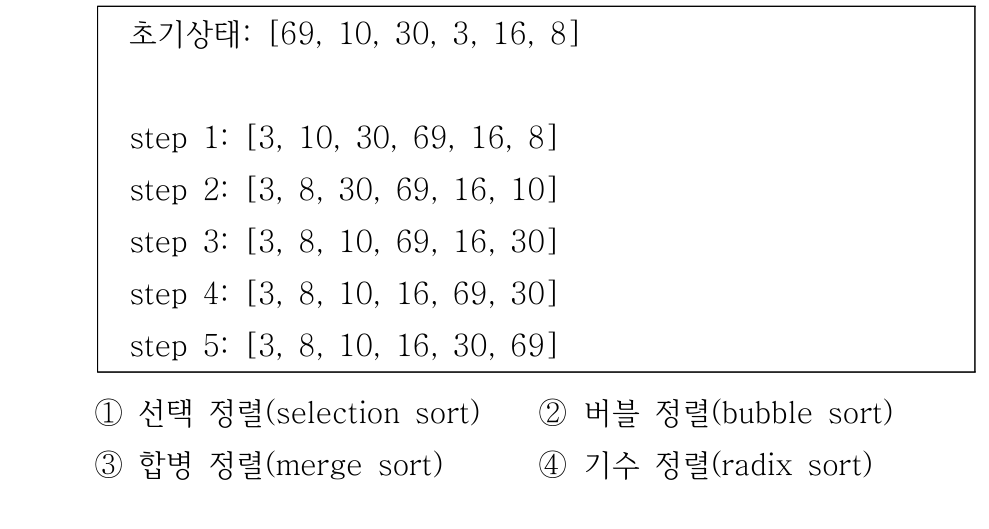 초기상태: [69, 10, 30, 3, 16, 8]
step 1: [3, 10, 30, 69, 16, 8]
step 2: [3, 8, 30, 69, 16, 10]
step 3: [3, 8, 10, 69, 16, 30]
step 4: [3, 8, 10, 16, 69, 30]
step 5: [3, 8, 10, 16, 30, 69]
① 선택 정렬(selection sort) ② 버블 정렬(bubble sort)
③ 합병 정렬(merge sort) ④ 기수 정렬(radix sort)